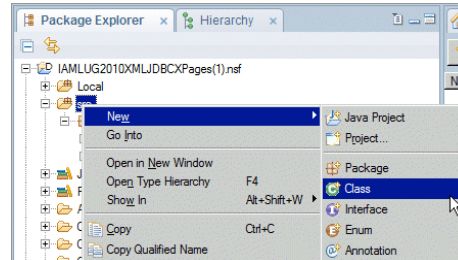 Package Explorer Hierarchy
IAMLUG2010XMLJDBCXPages(1).nsf
Local
src
New
Go Into
Open in New Window
Open Type Hierarchy F4
Show In Alt+Shift+W
Copy Ctrl+C
Copy Qualified Name
Java Project
Project...
Package
Class
Interface
Enum
Annotation